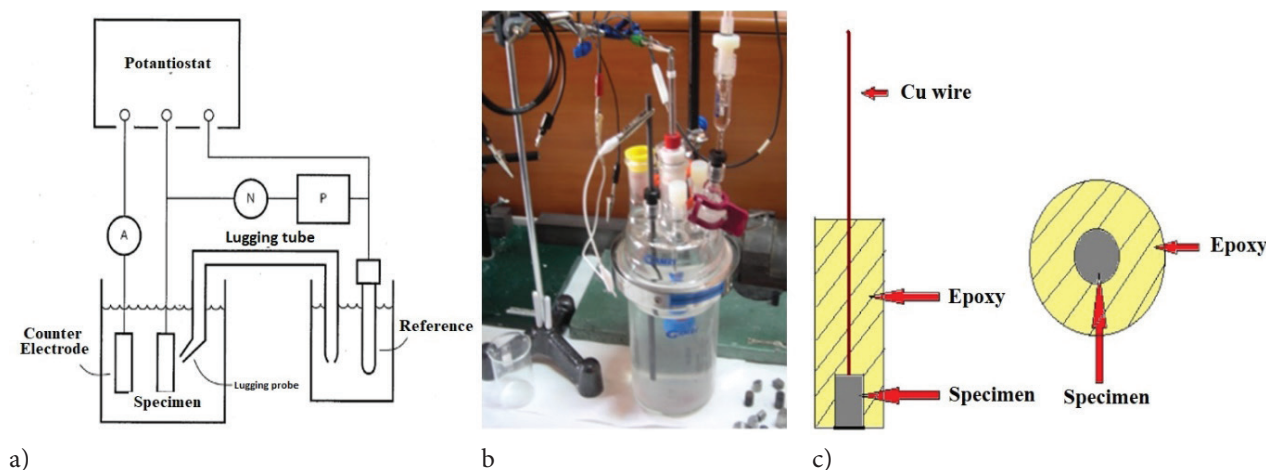 Potantiostat
A
N
P
Lugging tube
Counter
Electrode
Reference
Lugging probe
Specimen
Cu wire
Epoxy
Specimen
Epoxy
Specimen
a)
b
c)